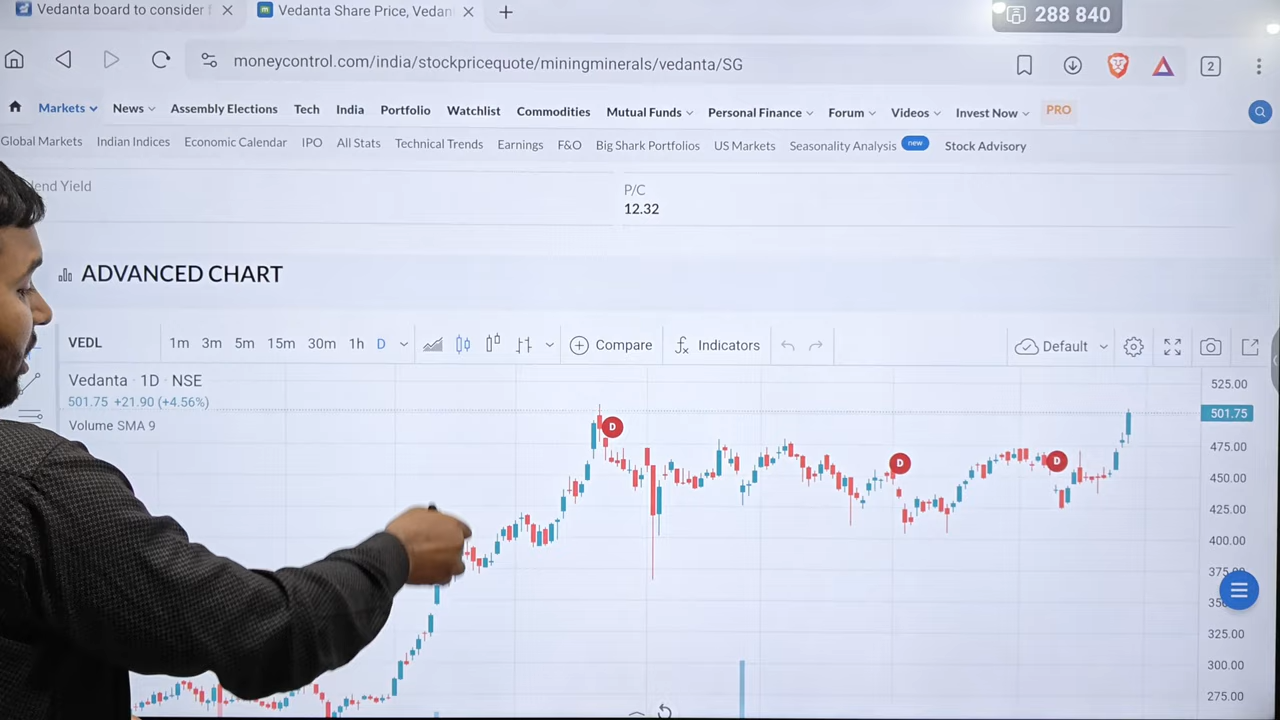 Vedanta board to consider f
Vedanta Share Price, Vedan
288 840
moneycontrol.com/india/stockpricequote/miningminerals/vedanta/SG
2
Markets News Assembly Elections Tech India Portfolio Watchlist Commodities Mutual Funds Personal Finance Forum Videos Invest Now PRO
Global Markets Indian Indices Economic Calendar IPO All Stats Technical Trends Earnings F&O Big Shark Portfolios US Markets Seasonality Analysis new Stock Advisory
end Yield
P/C
12.32
ADVANCED CHART
VEDL 1m 3m 5m 15m 30m 1h D Compare Indicators Default
Vedanta · 1D · NSE
501.75 +21.90 (+4.56%)
Volume SMA 9
D
D
D
525.00
501.75
475.00
450.00
425.00
400.00
375
35
325.00
300.00
275.00